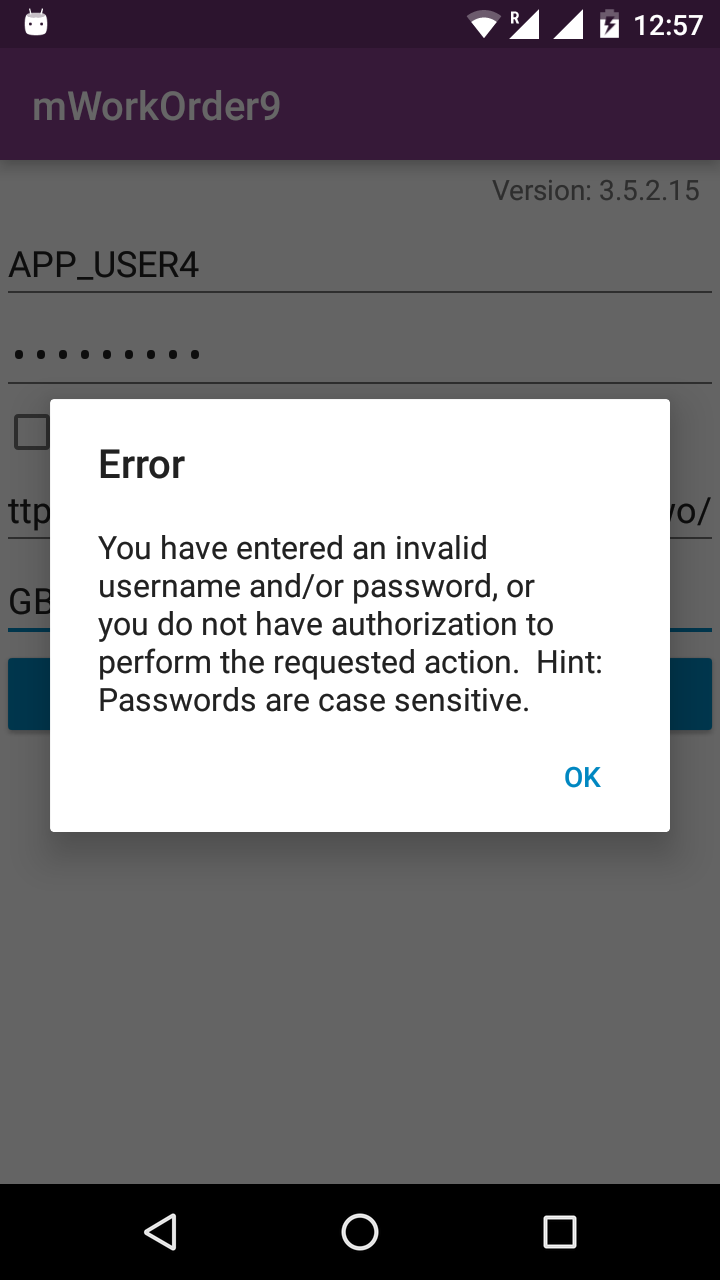 R 12:57
mWorkOrder9
Version: 3.5.2.15
APP_USER4
Error
ttp
vo/
You have entered an invalid
username and/or password, or
you do not have authorization to
perform the requested action.  Hint:
Passwords are case sensitive.
GB
OK